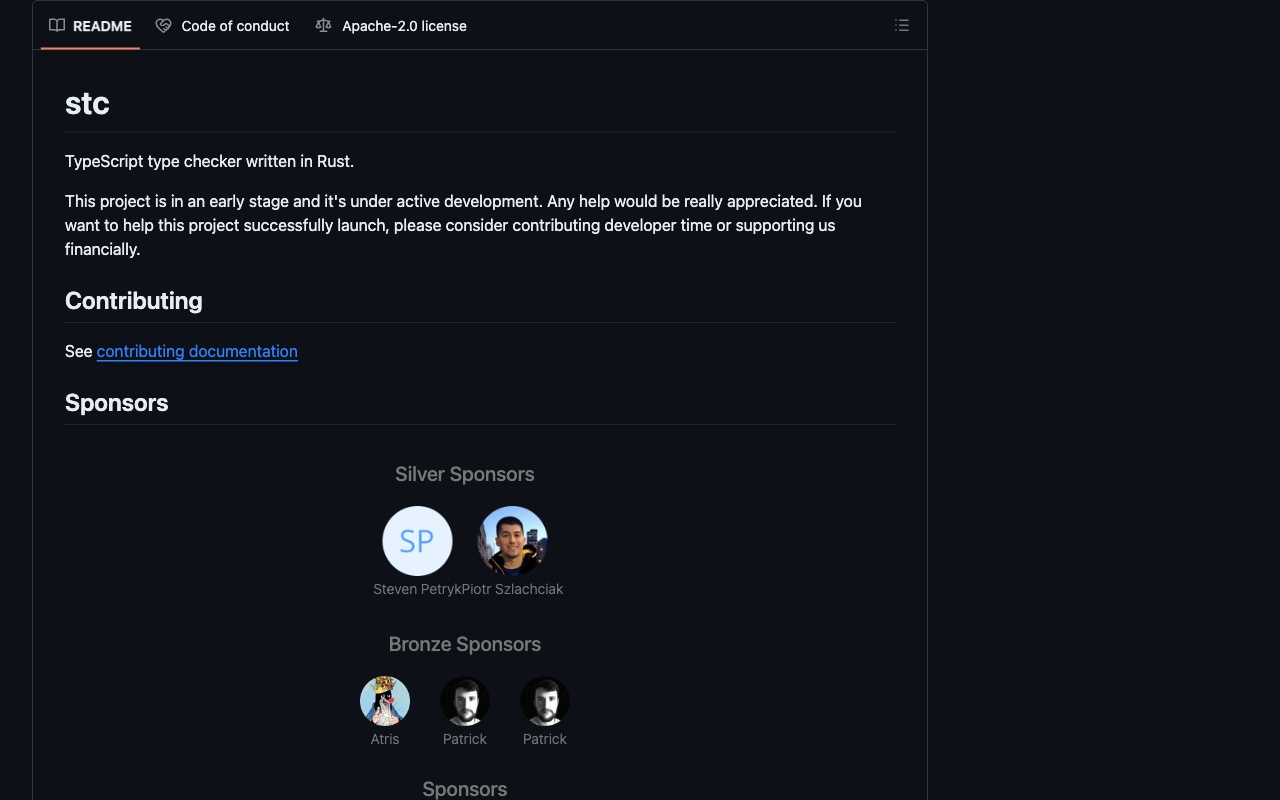 README Code of conduct Apache-2.0 license
stc
TypeScript type checker written in Rust.
This project is in an early stage and it's under active development. Any help would be really appreciated. If you
want to help this project successfully launch, please consider contributing developer time or supporting us
financially.
Contributing
See contributing documentation
Sponsors
Silver Sponsors
SP
Steven Petryk Piotr Szlachciak
Bronze Sponsors
Atris Patrick Patrick
Sponsors